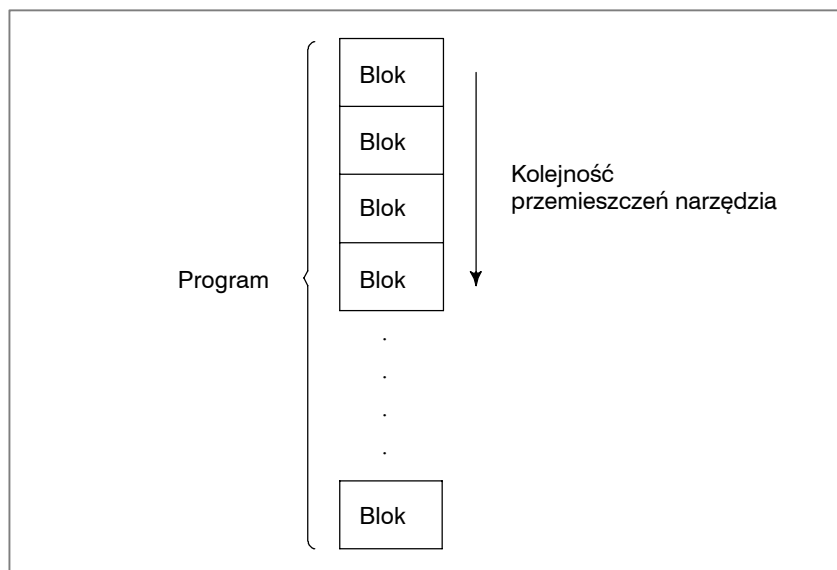 Blok
Blok
Blok
Blok
Kolejność
przemieszczeń narzędzia
Program
Blok